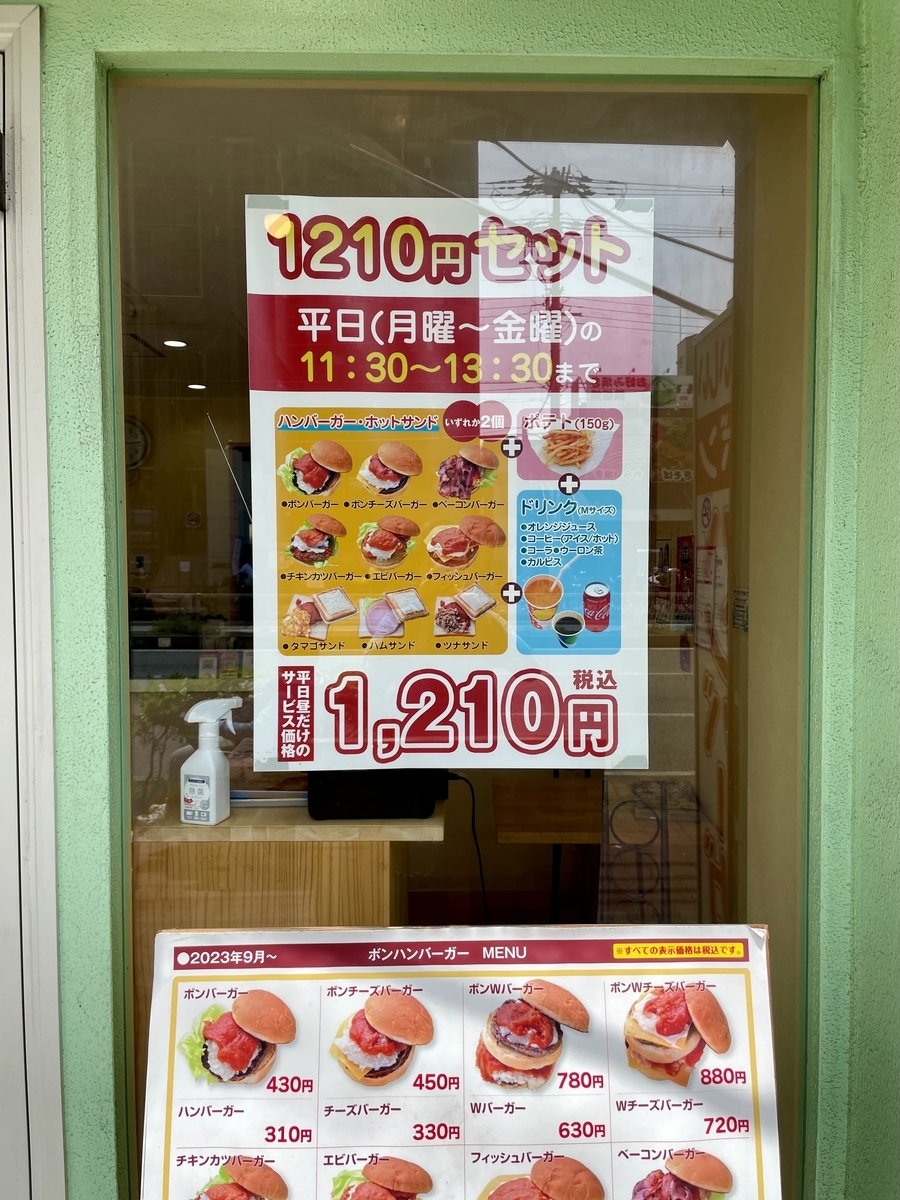 1210円セット
平日(月曜～金曜)の
11：30～13：30まで
ハンバーガー・ホットサンド いずれか2個
ポテト(150g)
●ボンバーガー ●ボンチーズバーガー ●ベーコンバーガー
●チキンカツバーガー ●エビバーガー ●フィッシュバーガー
●タマゴサンド ●ハムサンド ●ツナサンド
ドリンク(Mサイズ)
●オレンジジュース
●コーヒー(アイス/ホット)
●コーラ●ウーロン茶
●カルピス
平日昼だけの
サービス価格
1,210円
税込
除菌
●2023年9月～ ボンハンバーガー MENU ※すべての表示価格は税込です。
ボンバーガー ボンチーズバーガー ボンWバーガー ボンWチーズバーガー
430円 450円 780円 880円
ハンバーガー チーズバーガー Wバーガー Wチーズバーガー
310円 330円 630円 720円
チキンカツバーガー エビバーガー フィッシュバーガー ベーコンバーガー